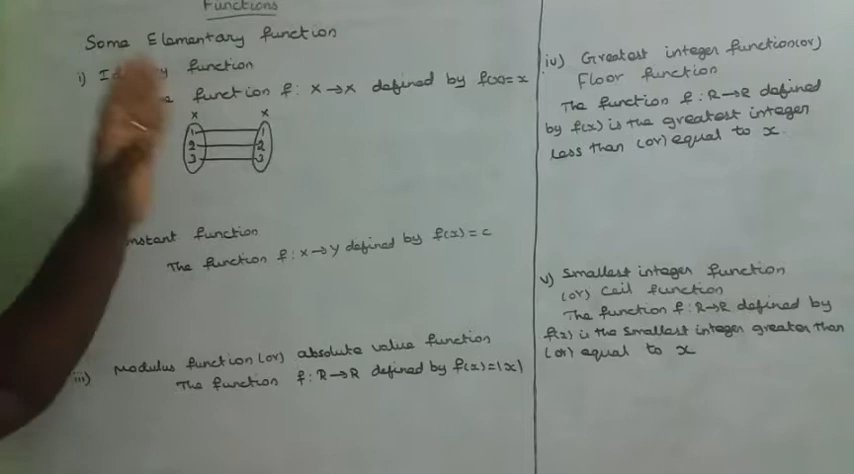 Functions
Some Elementary function
i) I y function
function f: X→X defined by f(x)=x
X X
1 1
2 2
3 3
nstant function
The function f: X→Y defined by f(x) = c
iii) Modulus function (or) absolute value function
The function f: R→R defined by f(x)=|x|
iv) Greatest integer function(or)
Floor function
The function f: R→R defined
by f(x) is the greatest integer
less than (or) equal to x.
v) Smallest integer function
(or) Ceil function
The function f: R→R defined by
f(x) is the smallest integer greater than
(or) equal to x